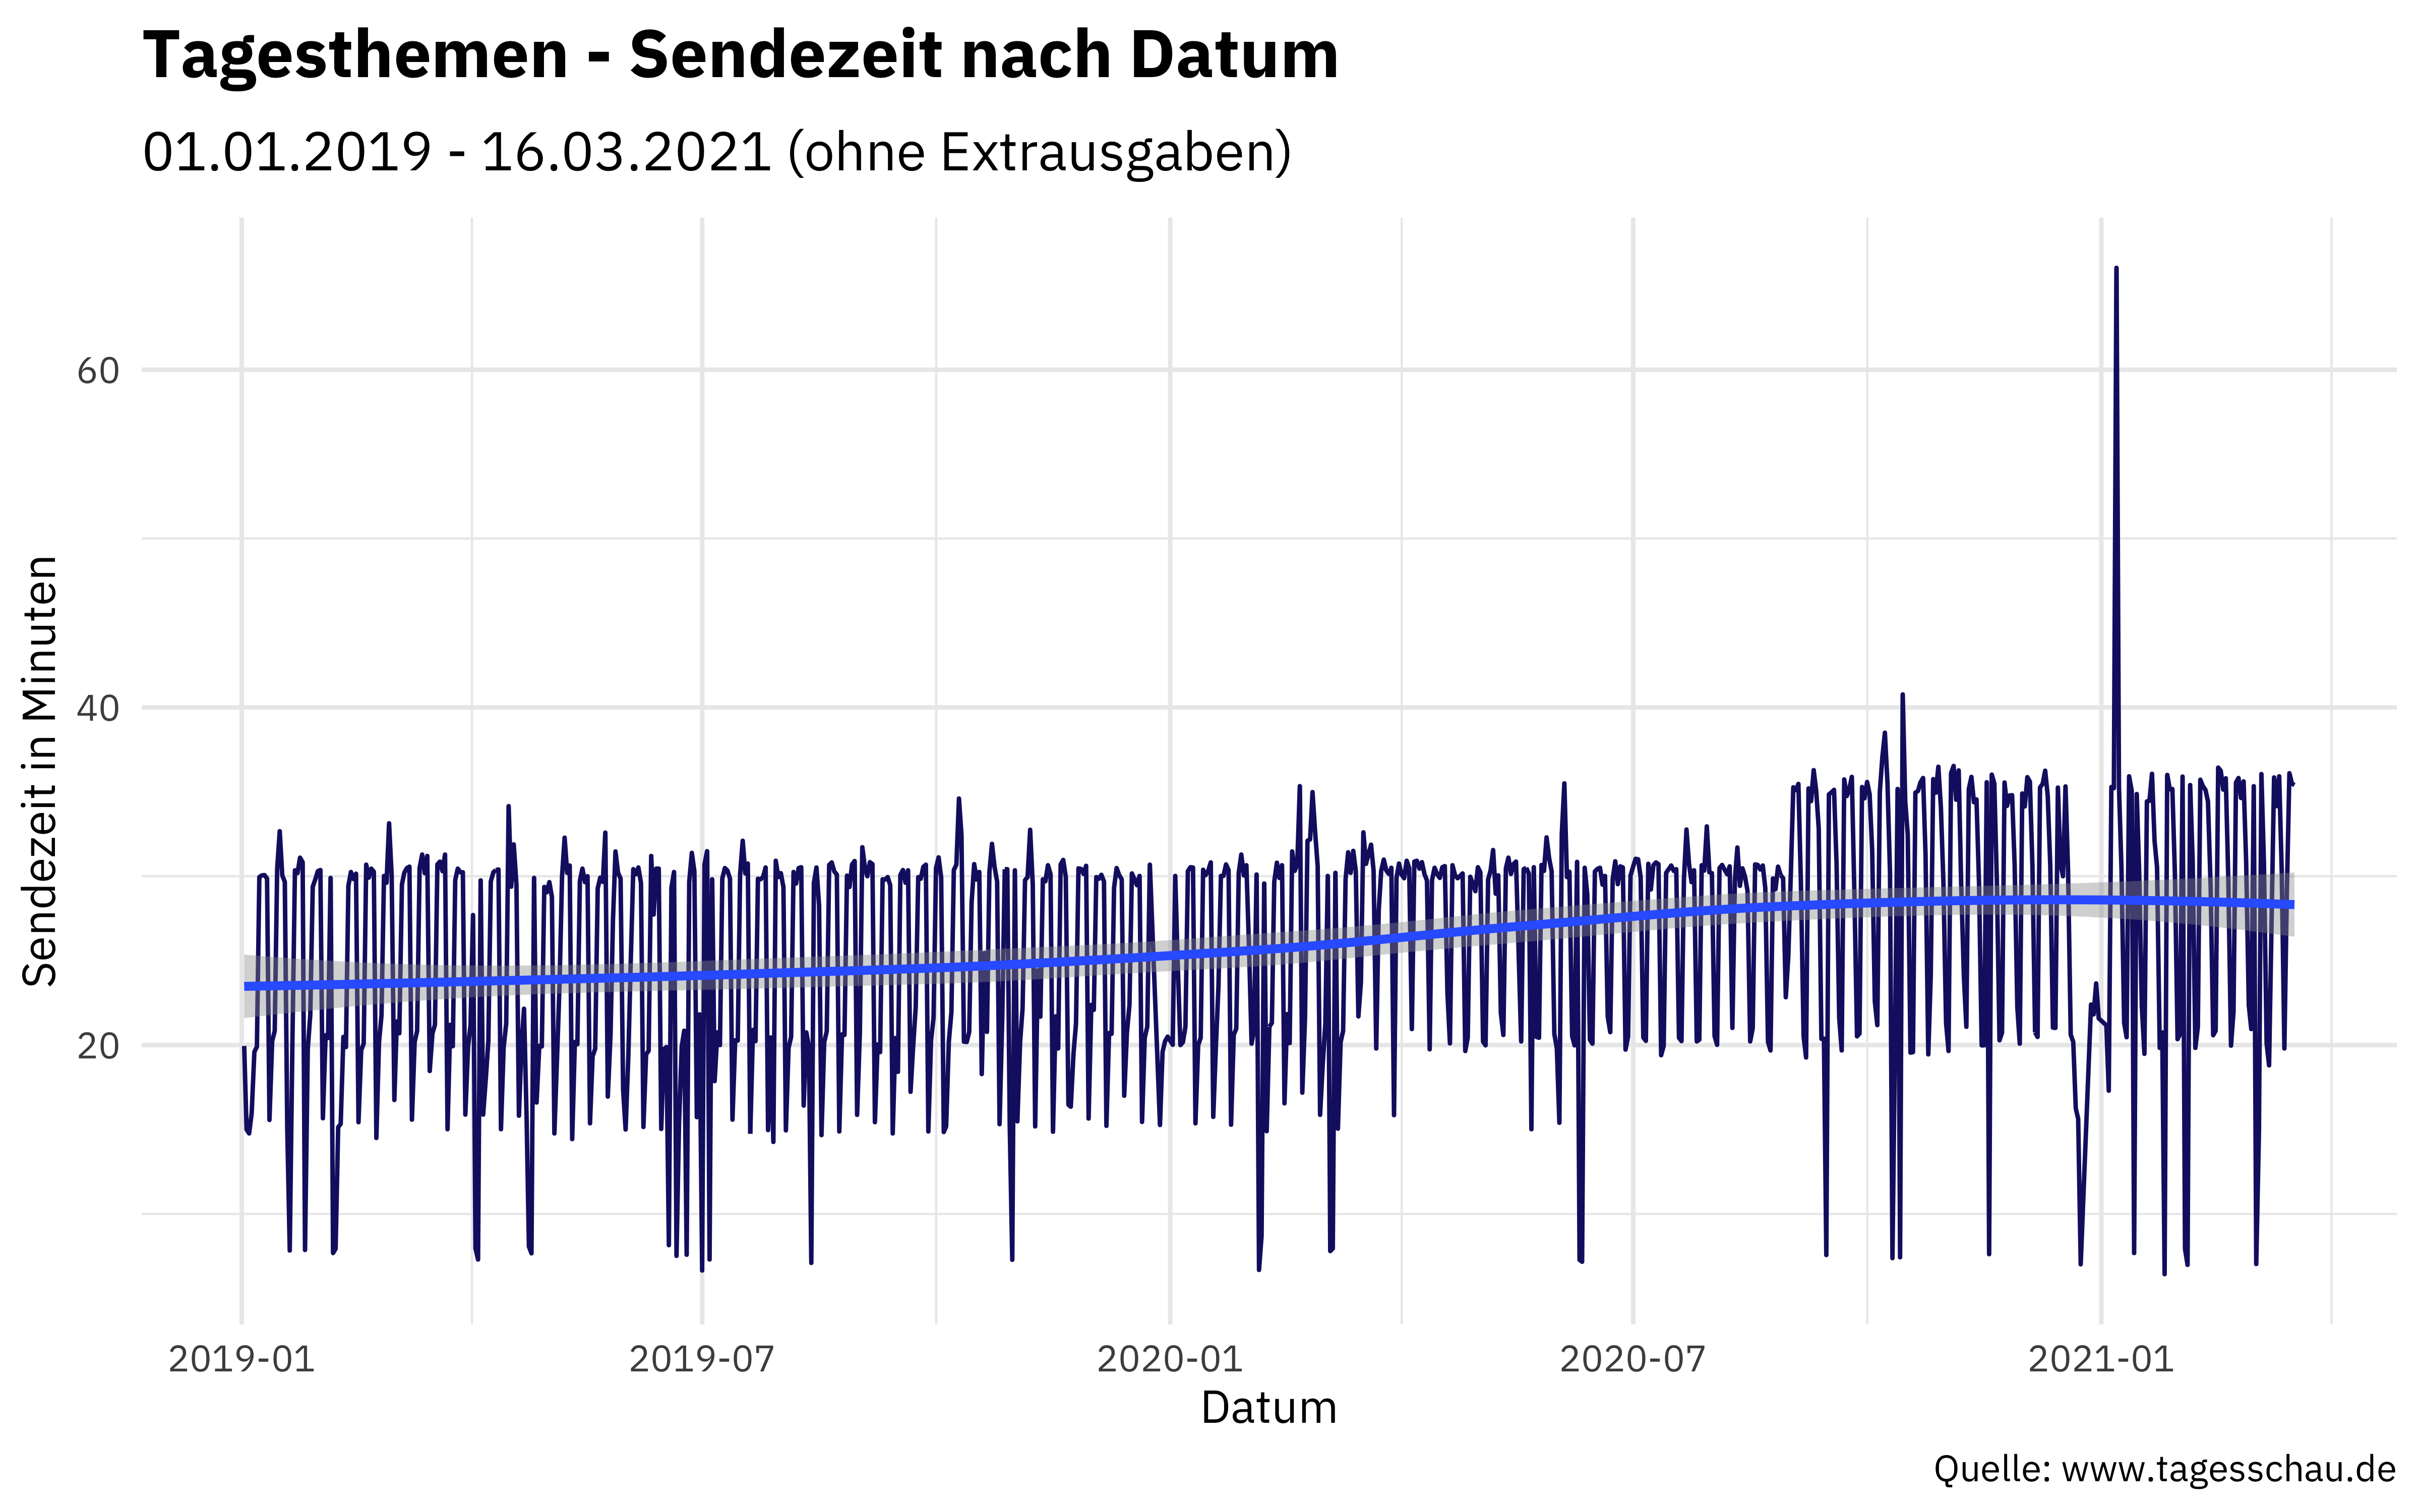 Tagesthemen - Sendezeit nach Datum
01.01.2019 - 16.03.2021 (ohne Extrausgaben)
Sendezeit in Minuten
60
40
20
2019-01
2019-07
2020-01
2020-07
2021-01
Datum
Quelle: www.tagesschau.de